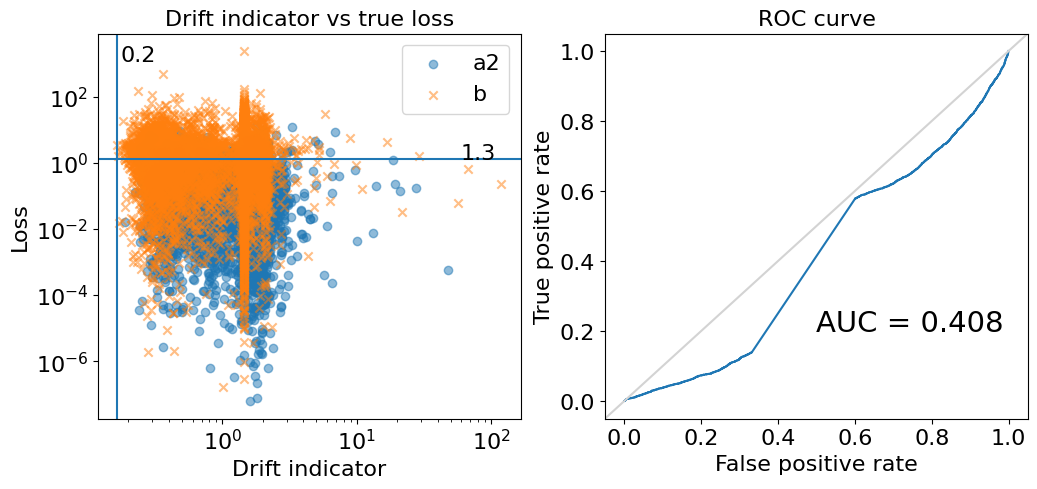 Drift indicator vs true loss
0.2
a2
b
1.3
10^2
10^0
10^-2
10^-4
10^-6
Loss
10^0
10^1
10^2
Drift indicator
ROC curve
1.0
0.8
0.6
0.4
0.2
0.0
True positive rate
AUC = 0.408
0.0
0.2
0.4
0.6
0.8
1.0
False positive rate